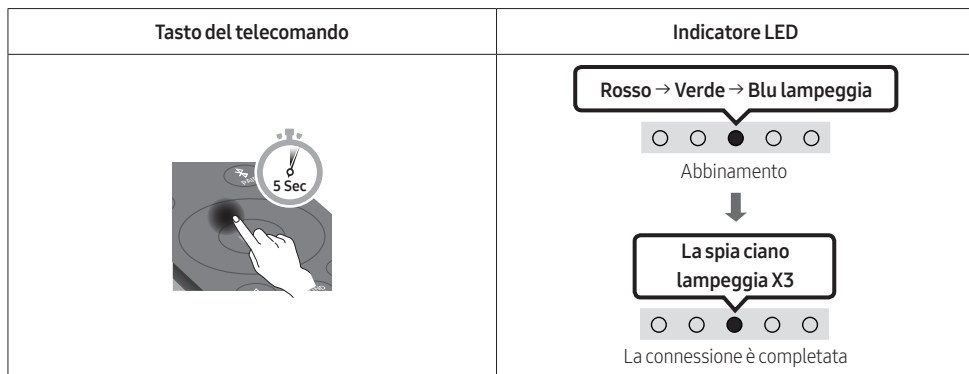 Tasto del telecomando
Indicatore LED
5 Sec
Rosso → Verde → Blu lampeggia
Abbinamento
La spia ciano
lampeggia X3
La connessione è completata